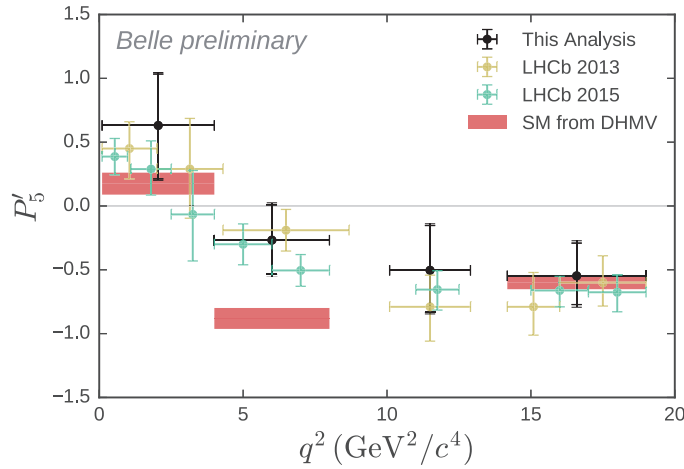 Belle preliminary
This Analysis
LHCb 2013
LHCb 2015
SM from DHMV
1.5
1.0
0.5
0.0
−0.5
−1.0
−1.5
P′5
0 5 10 15 20
q² (GeV²/c⁴)